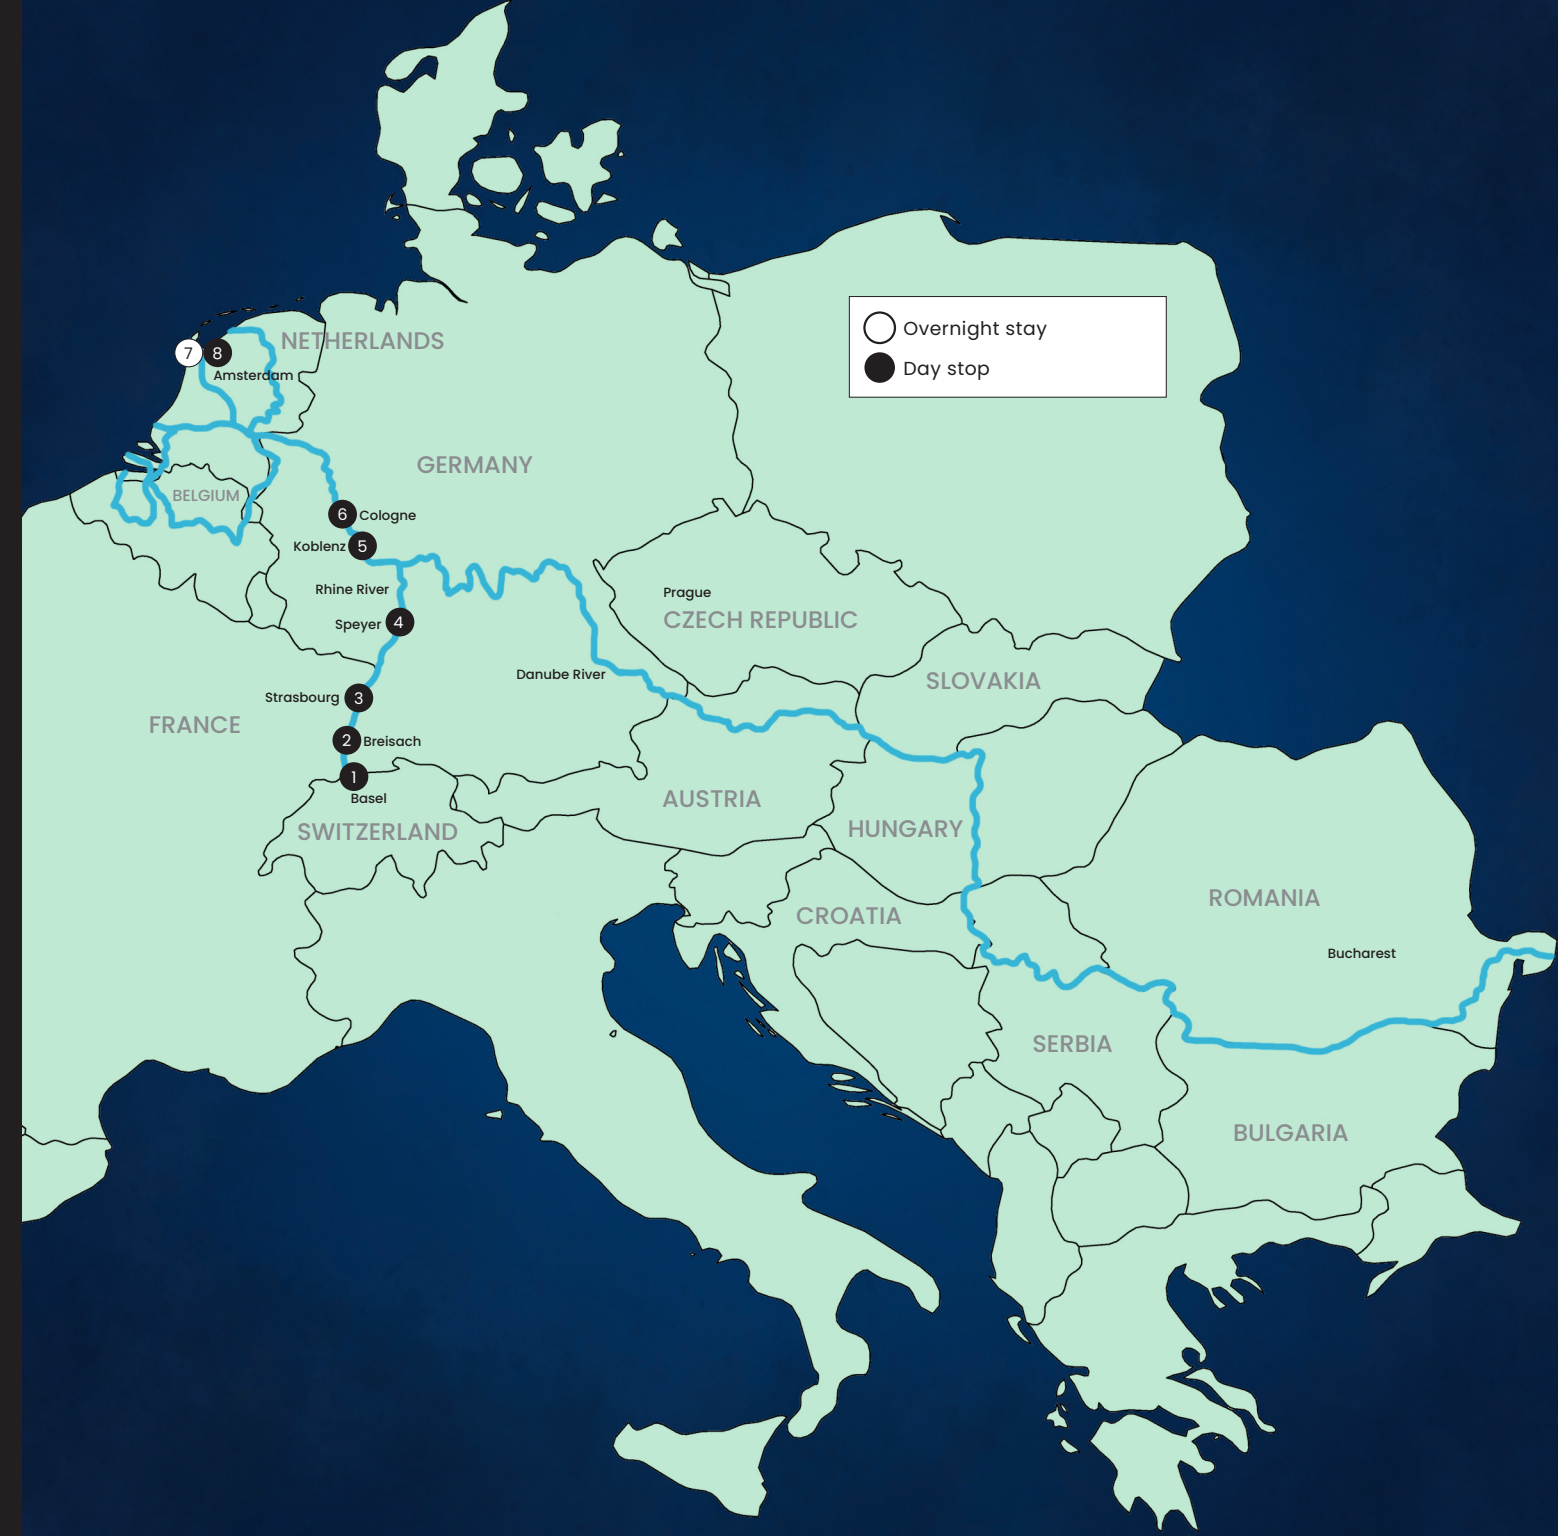 Overnight stay
Day stop
NETHERLANDS
7
8
Amsterdam
GERMANY
BELGIUM
6
Cologne
Koblenz
5
Rhine River
Prague
CZECH REPUBLIC
Speyer
4
Danube River
SLOVAKIA
Strasbourg
3
FRANCE
2
Breisach
1
Basel
AUSTRIA
SWITZERLAND
HUNGARY
ROMANIA
CROATIA
Bucharest
SERBIA
BULGARIA